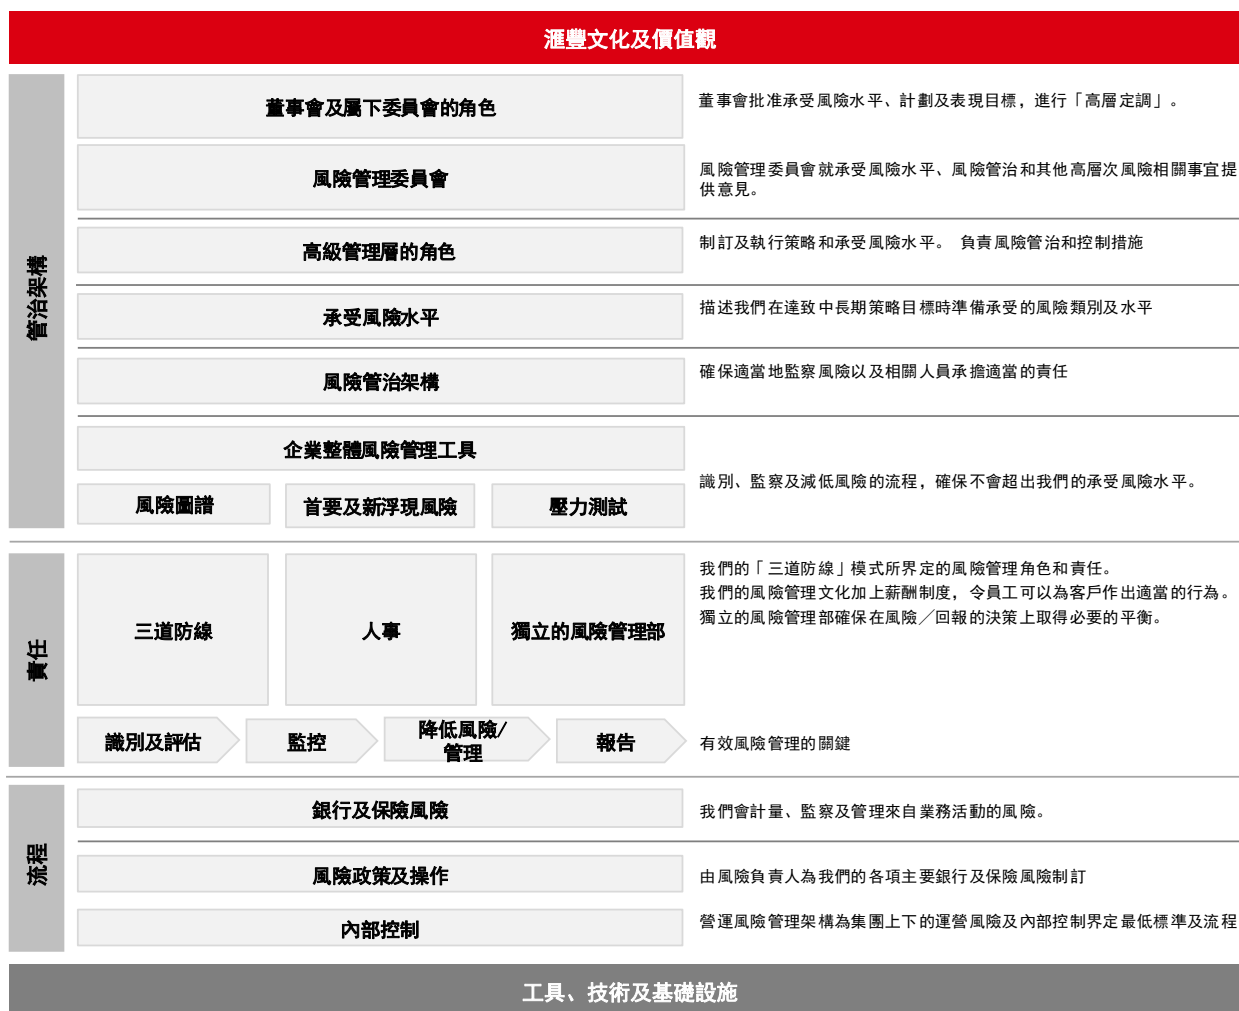 滙豐文化及價值觀
管治架構
董事會及屬下委員會的角色
董事會批准承受風險水平、計劃及表現目標，進行「高層定調」。
風險管理委員會
風險管理委員會就承受風險水平、風險管治和其他高層次風險相關事宜提
供意見。
高級管理層的角色
制訂及執行策略和承受風險水平。 負責風險管治和控制措施
承受風險水平
描述我們在達致中長期策略目標時準備承受的風險類別及水平
風險管治架構
確保適當地監察風險以及相關人員承擔適當的責任
企業整體風險管理工具
風險圖譜
首要及新浮現風險
壓力測試
識別、監察及減低風險的流程，確保不會超出我們的承受風險水平。
責任
三道防線
人事
獨立的風險管理部
我們的「三道防線」模式所界定的風險管理角色和責任。
我們的風險管理文化加上薪酬制度，令員工可以為客戶作出適當的行為。
獨立的風險管理部確保在風險／回報的決策上取得必要的平衡。
識別及評估
監控
降低風險/
管理
報告
有效風險管理的關鍵
流程
銀行及保險風險
我們會計量、監察及管理來自業務活動的風險。
風險政策及操作
由風險負責人為我們的各項主要銀行及保險風險制訂
內部控制
營運風險管理架構為集團上下的運營風險及內部控制界定最低標準及流程
工具、技術及基礎設施